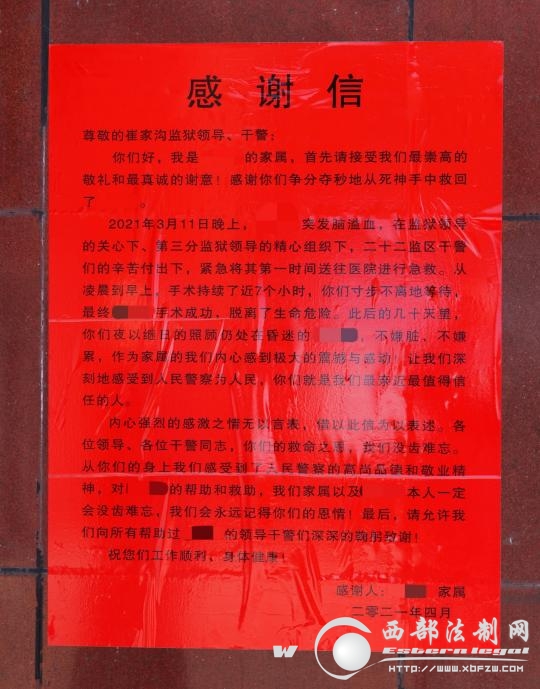 感谢信
尊敬的崔家沟监狱领导、干警：
你们好，我是 的家属，首先请接受我们最崇高的
敬礼和最真诚的谢意！感谢你们争分夺秒地从死神手中救回
了 。
2021年3月11日晚上， 突发脑溢血，在监狱领导
的关心下、第三分监狱领导的精心组织下，二十二监区干警
们的辛苦付出下，紧急将其第一时间送往医院进行急救。从
凌晨到早上，手术持续了近7个小时，你们寸步不离地等待，
最终 手术成功，脱离了生命危险。此后的几十天里，
你们夜以继日的照顾仍处在昏迷的 ，不嫌脏、不嫌
累，作为家属的我们内心感到极大的震撼与感动！让我们深
刻地感受到人民警察为人民，你们就是我们最亲近最值得信
任的人。
内心强烈的感激之情无以言表，借以此信为以表述。各
位领导、各位干警同志，你们的救命之恩，我们没齿难忘。
从你们的身上我们感受到了人民警察的高尚品德和敬业精
神，对 的帮助和救助，我们家属以及 本人一定
会没齿难忘，我们会永远记得你们的恩情！最后，请允许我
们向所有帮助过 的领导干警们深深的鞠躬致谢！
祝您们工作顺利、身体健康！
感谢人： 家属
二零二一年四月
西部法制网
Estbern legal
HTTP://WWW.XBFZW.COM